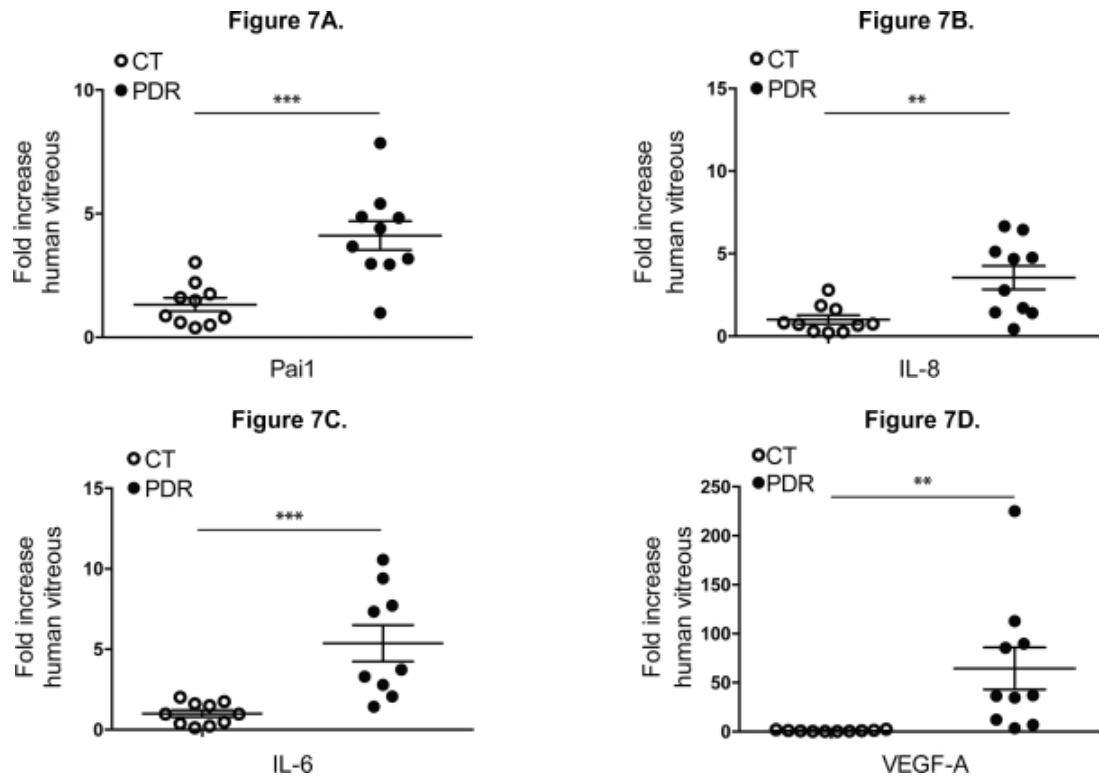 Figure 7A.
CT
PDR
***
10
5
0
Fold increase
human vitreous
Pai1
Figure 7B.
CT
PDR
**
15
10
5
0
Fold increase
human vitreous
IL-8
Figure 7C.
CT
PDR
***
15
10
5
0
Fold increase
human vitreous
IL-6
Figure 7D.
CT
PDR
**
250
200
150
100
50
0
Fold increase
human vitreous
VEGF-A